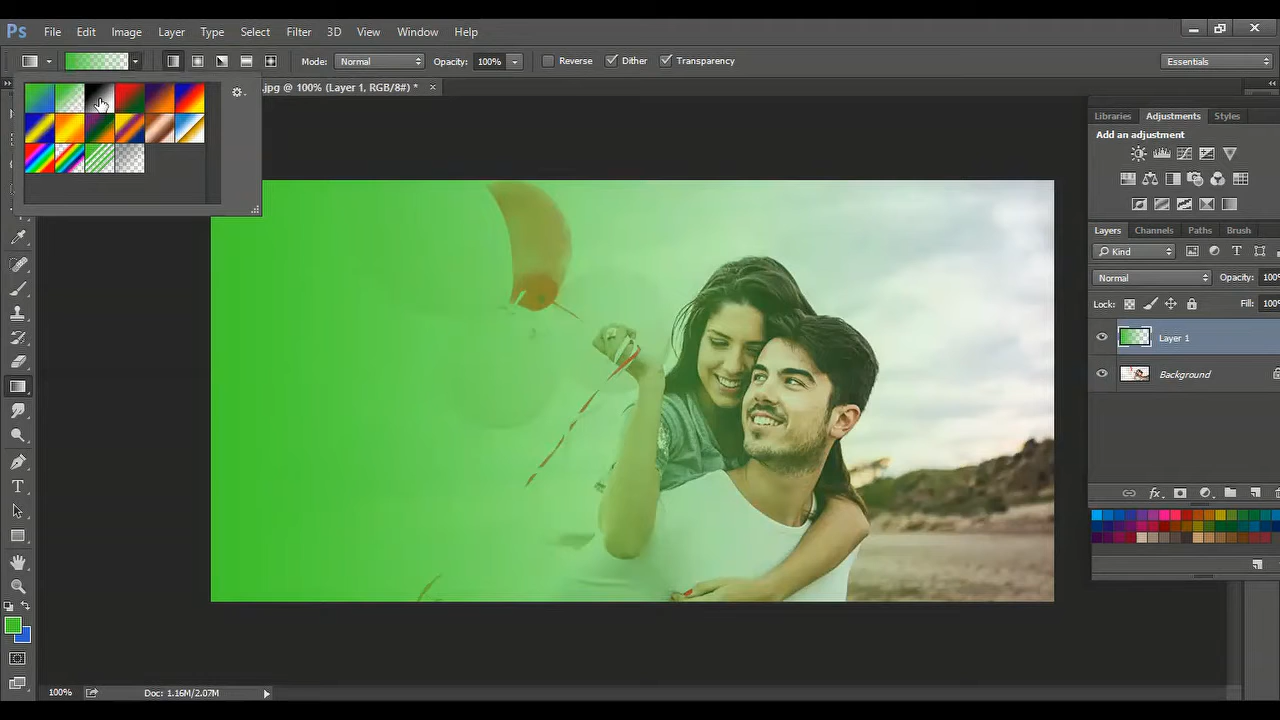 Ps File Edit Image Layer Type Select Filter 3D View Window Help
Mode: Normal Opacity: 100% Reverse Dither Transparency Essentials
.jpg @ 100% (Layer 1, RGB/8#) * ×
Libraries Adjustments Styles
Add an adjustment
Layers Channels Paths Brush
Kind
Normal Opacity: 100%
Lock: Fill: 100%
Layer 1
Background
fx
100% Doc: 1.16M/2.07M